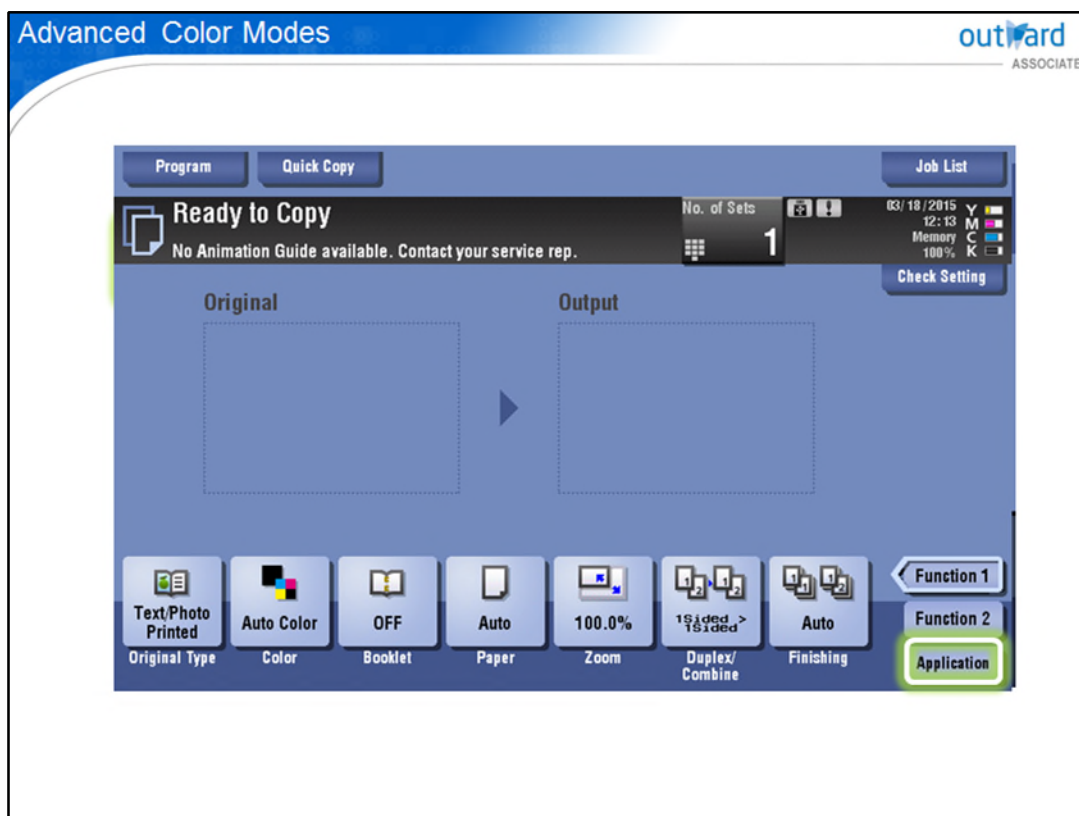 Advanced Color Modes
outward
ASSOCIATE
Program
Quick Copy
Job List
Ready to Copy
No Animation Guide available. Contact your service rep.
No. of Sets
1
03/18/2015
12:13
Memory
100%
Y
M
C
K
Check Setting
Original
Output
Text/Photo
Printed
Auto Color
OFF
Auto
100.0%
1Sided >
1Sided
Auto
Original Type
Color
Booklet
Paper
Zoom
Duplex/
Combine
Finishing
Function 1
Function 2
Application